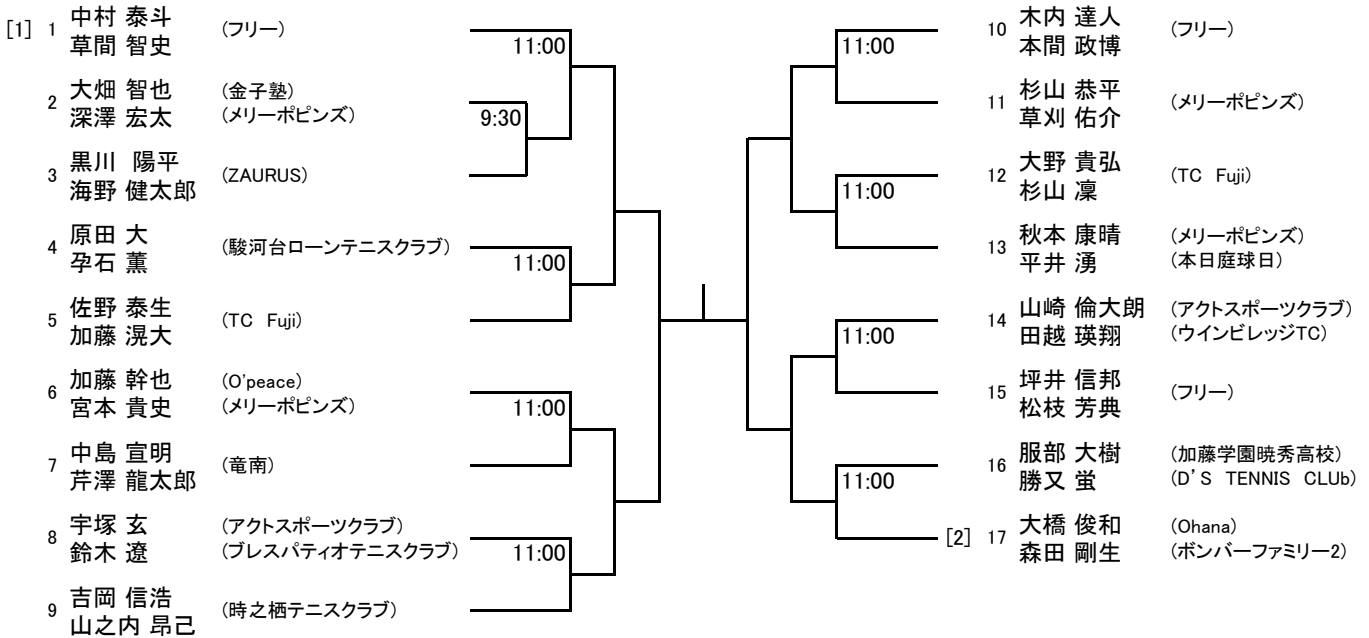 [1] 1 中村 泰斗 (フリー)
草間 智史
11:00
2 大畑 智也 (金子塾)
深澤 宏太 (メリーポピンズ)
9:30
3 黒川 陽平 (ZAURUS)
海野 健太郎
4 原田 大 (駿河台ローンテニスクラブ)
孕石 薫
11:00
5 佐野 泰生 (TC Fuji)
加藤 滉大
6 加藤 幹也 (O'peace)
宮本 貴史 (メリーポピンズ)
11:00
7 中島 宣明 (竜南)
芹澤 龍太郎
8 宇塚 玄 (アクトスポーツクラブ)
鈴木 遼 (ブレスパティオテニスクラブ)
11:00
9 吉岡 信浩 (時之栖テニスクラブ)
山之内 昂己
10 木内 達人 (フリー)
本間 政博
11:00
11 杉山 恭平 (メリーポピンズ)
草刈 佑介
12 大野 貴弘 (TC Fuji)
杉山 凜
11:00
13 秋本 康晴 (メリーポピンズ)
平井 湧 (本日庭球日)
14 山崎 倫大朗 (アクトスポーツクラブ)
田越 瑛翔 (ウインビレッジTC)
11:00
15 坪井 信邦 (フリー)
松枝 芳典
16 服部 大樹 (加藤学園暁秀高校)
勝又 蛍 (D'S TENNIS CLUb)
11:00
[2] 17 大橋 俊和 (Ohana)
森田 剛生 (ボンバーファミリー2)